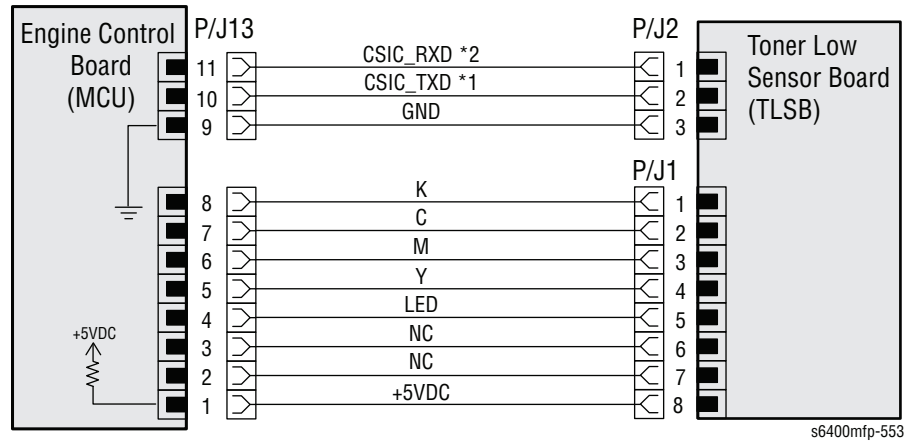 Engine Control
Board
(MCU)
P/J13
P/J2
Toner Low
Sensor Board
(TLSB)
11 CSIC_RXD *2 1
10 CSIC_TXD *1 2
9 GND 3
P/J1
8 K 1
7 C 2
6 M 3
5 Y 4
4 LED 5
+5VDC
3 NC 6
2 NC 7
1 +5VDC 8
s6400mfp-553